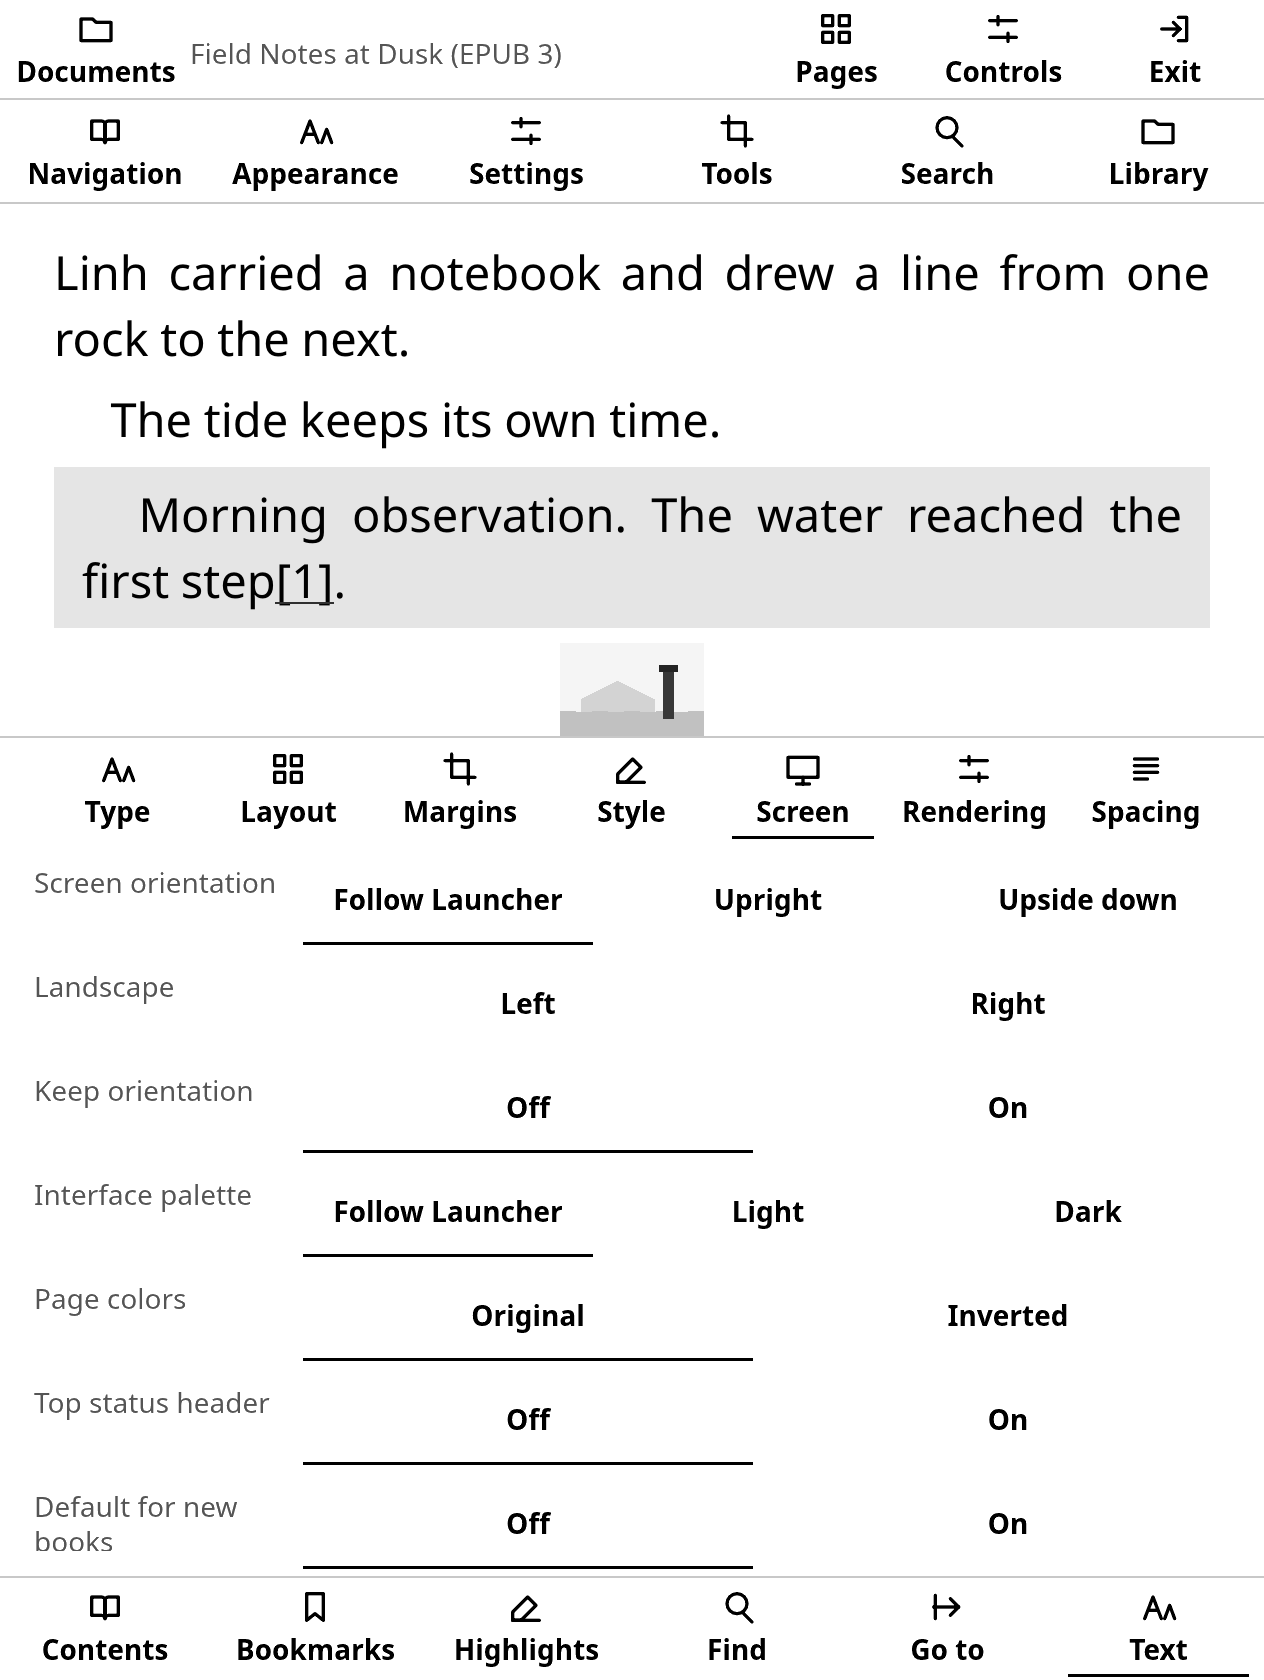 Documents
Field Notes at Dusk (EPUB 3)
Pages
Controls
Exit
Navigation
Appearance
Settings
Tools
Search
Library
Linh carried a notebook and drew a line from one
rock to the next.
The tide keeps its own time.
Morning observation. The water reached the
first step[1].
Type
Layout
Margins
Style
Screen
Rendering
Spacing
Screen orientation
Follow Launcher
Upright
Upside down
Landscape
Left
Right
Keep orientation
Off
On
Interface palette
Follow Launcher
Light
Dark
Page colors
Original
Inverted
Top status header
Off
On
Default for new
books
Off
On
Contents
Bookmarks
Highlights
Find
Go to
Text